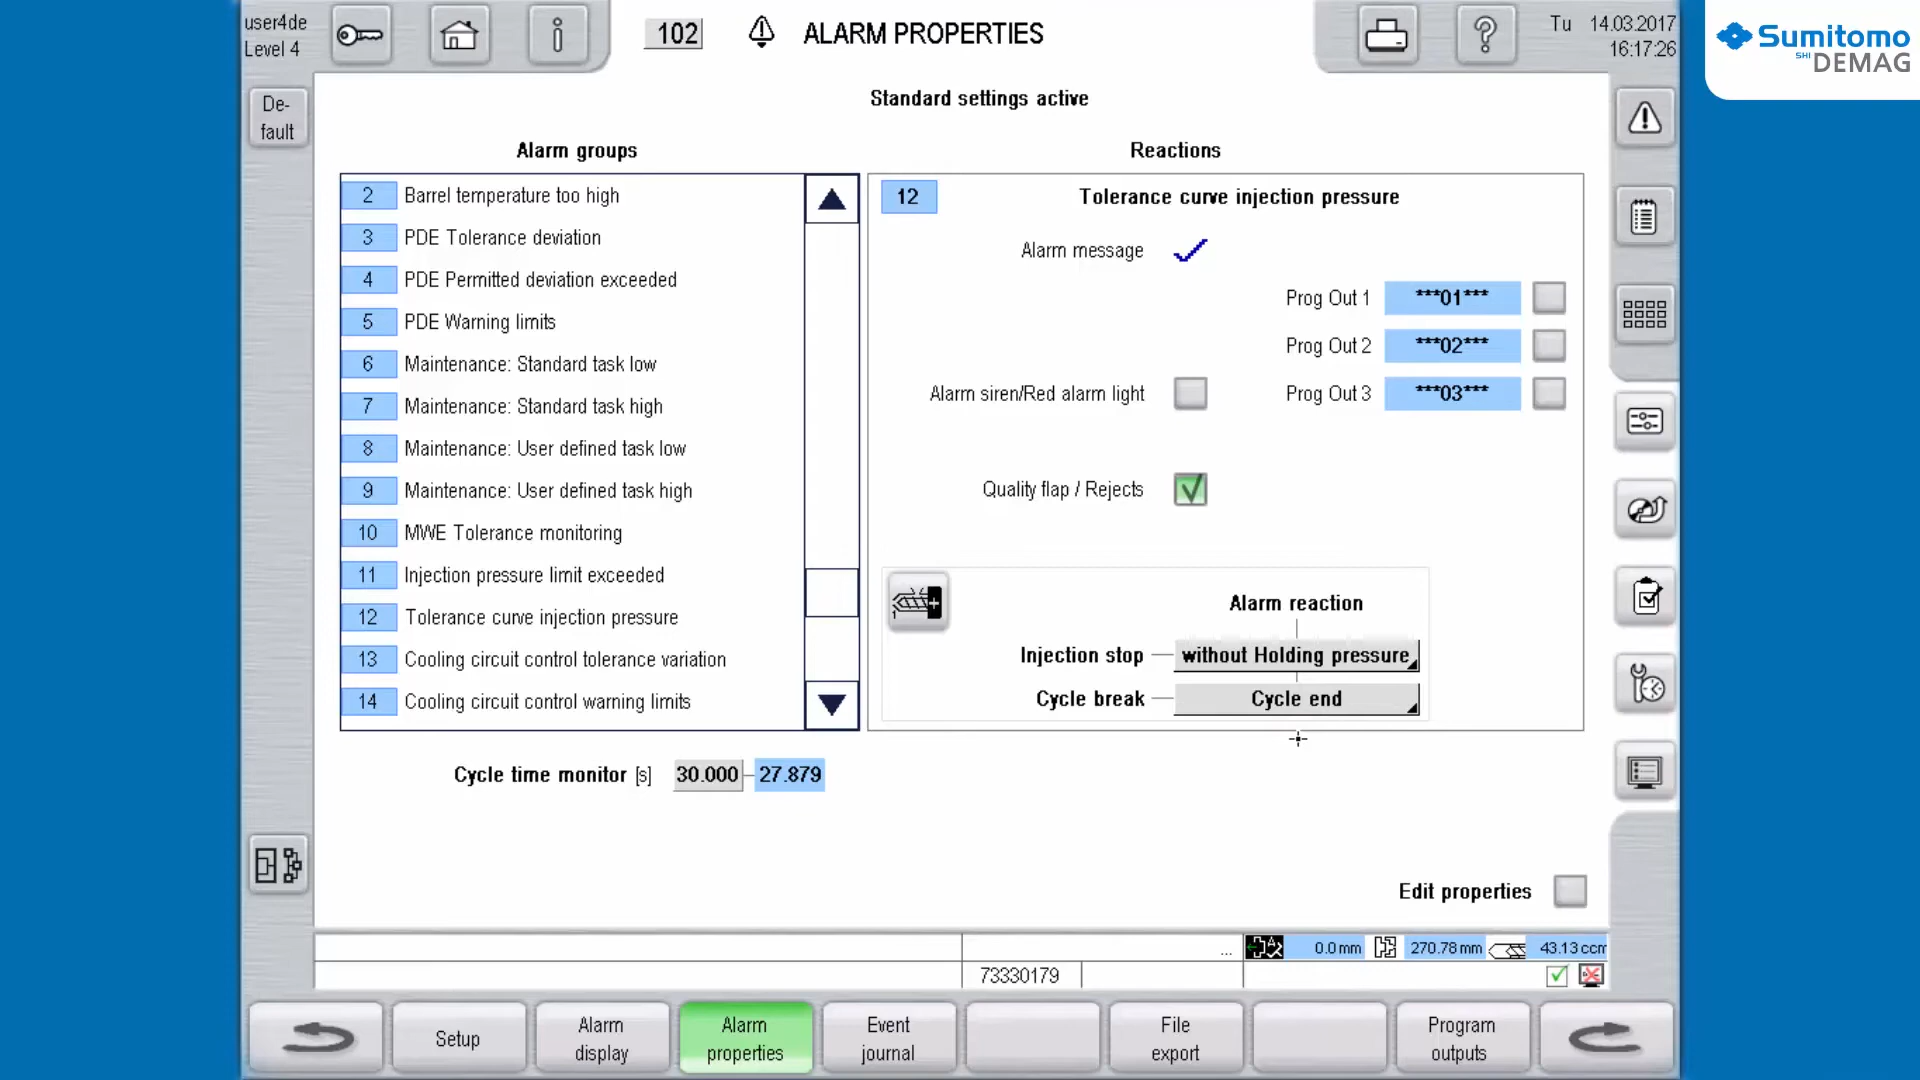 user4de
Level 4
102
ALARM PROPERTIES
Tu 14.03.2017
16:17:26
Sumitomo
SHI DEMAG
De-
fault
Standard settings active
Alarm groups
2 Barrel temperature too high
3 PDE Tolerance deviation
4 PDE Permitted deviation exceeded
5 PDE Warning limits
6 Maintenance: Standard task low
7 Maintenance: Standard task high
8 Maintenance: User defined task low
9 Maintenance: User defined task high
10 MWE Tolerance monitoring
11 Injection pressure limit exceeded
12 Tolerance curve injection pressure
13 Cooling circuit control tolerance variation
14 Cooling circuit control warning limits
Reactions
12 Tolerance curve injection pressure
Alarm message
Prog Out 1 ***01***
Prog Out 2 ***02***
Alarm siren/Red alarm light
Prog Out 3 ***03***
Quality flap / Rejects
Alarm reaction
Injection stop without Holding pressure
Cycle break Cycle end
Cycle time monitor [s] 30.000 27.879
Edit properties
... 0.0 mm 270.78 mm 43.13 ccm
73330179
Setup
Alarm
display
Alarm
properties
Event
journal
File
export
Program
outputs